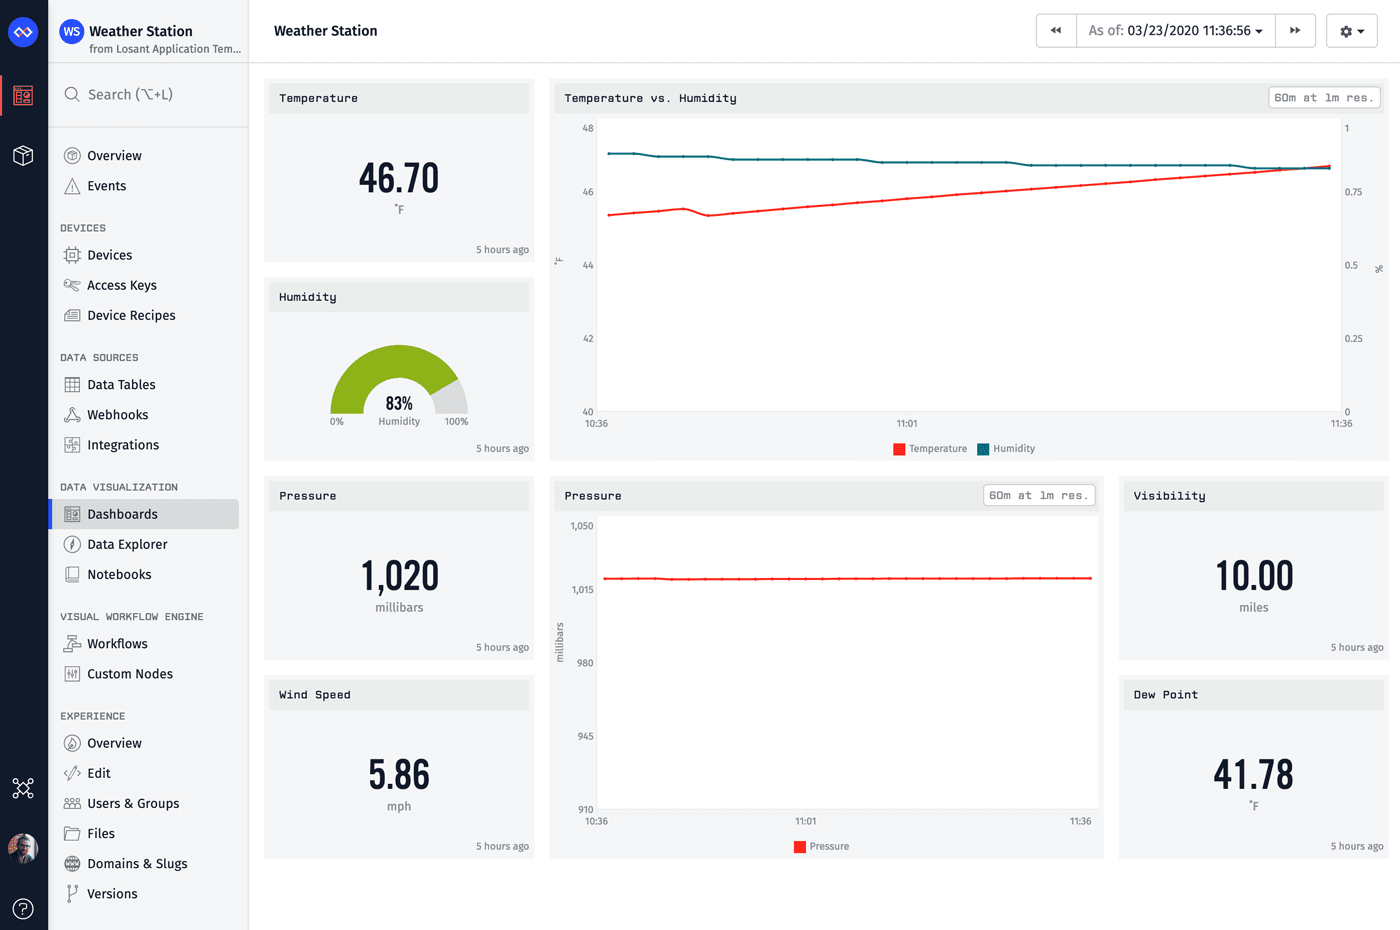 WS Weather Station
from Losant Application Tem...
Search (⌥+L)
Overview
Events
DEVICES
Devices
Access Keys
Device Recipes
DATA SOURCES
Data Tables
Webhooks
Integrations
DATA VISUALIZATION
Dashboards
Data Explorer
Notebooks
VISUAL WORKFLOW ENGINE
Workflows
Custom Nodes
EXPERIENCE
Overview
Edit
Users & Groups
Files
Domains & Slugs
Versions
?
Weather Station
As of: 03/23/2020 11:36:56
Temperature
46.70
°F
5 hours ago
Temperature vs. Humidity
60m at 1m res.
48
46
44
42
40
°F
1
0.75
0.5
0.25
0
%
10:36
11:01
11:36
Temperature
Humidity
Humidity
83%
0%
Humidity
100%
5 hours ago
Pressure
1,020
millibars
5 hours ago
Pressure
60m at 1m res.
1,050
1,015
980
945
910
millibars
10:36
11:01
11:36
Pressure
Visibility
10.00
miles
5 hours ago
Wind Speed
5.86
mph
5 hours ago
Dew Point
41.78
°F
5 hours ago